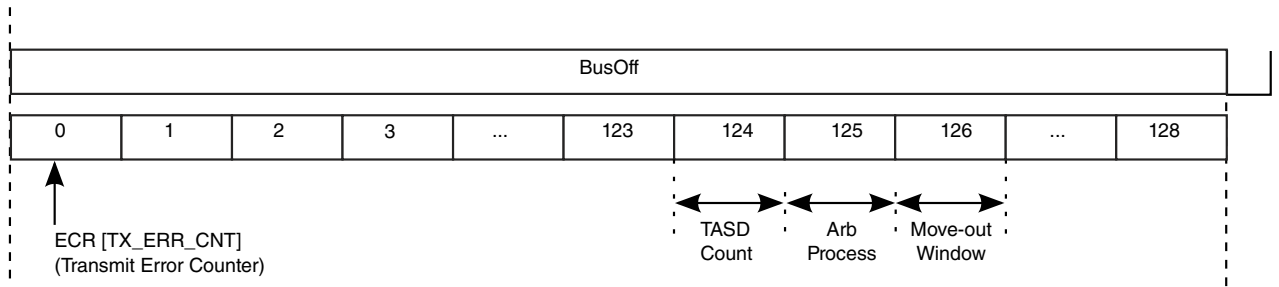 BusOff
0 1 2 3 ... 123 124 125 126 ... 128
ECR [TX_ERR_CNT]
(Transmit Error Counter)
TASD
Count
Arb
Process
Move-out
Window